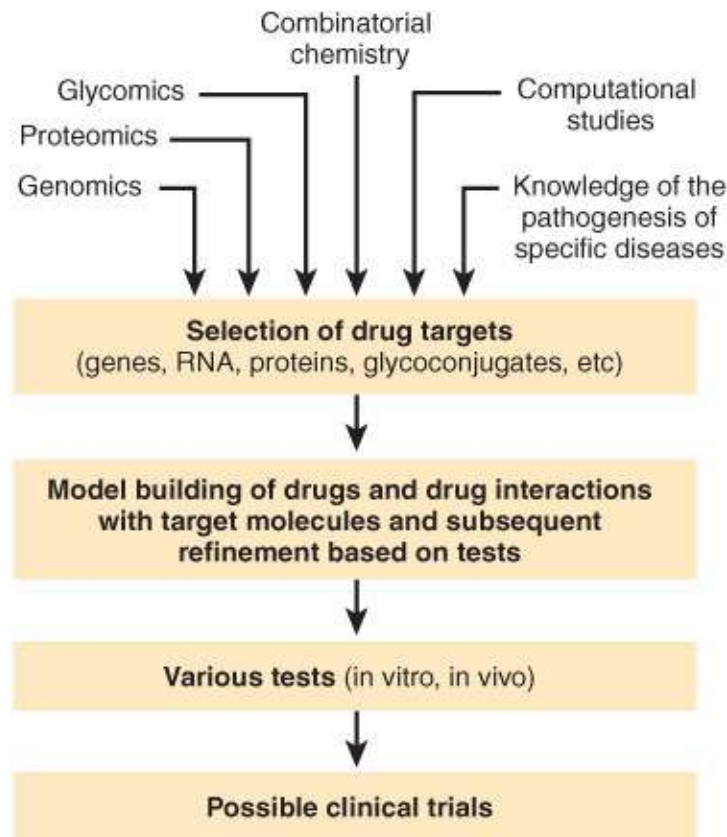 Combinatorial
chemistry
Glycomics
Computational
studies
Proteomics
Genomics
Knowledge of the
pathogenesis of
specific diseases
Selection of drug targets
(genes, RNA, proteins, glycoconjugates, etc)
Model building of drugs and drug interactions
with target molecules and subsequent
refinement based on tests
Various tests (in vitro, in vivo)
Possible clinical trials